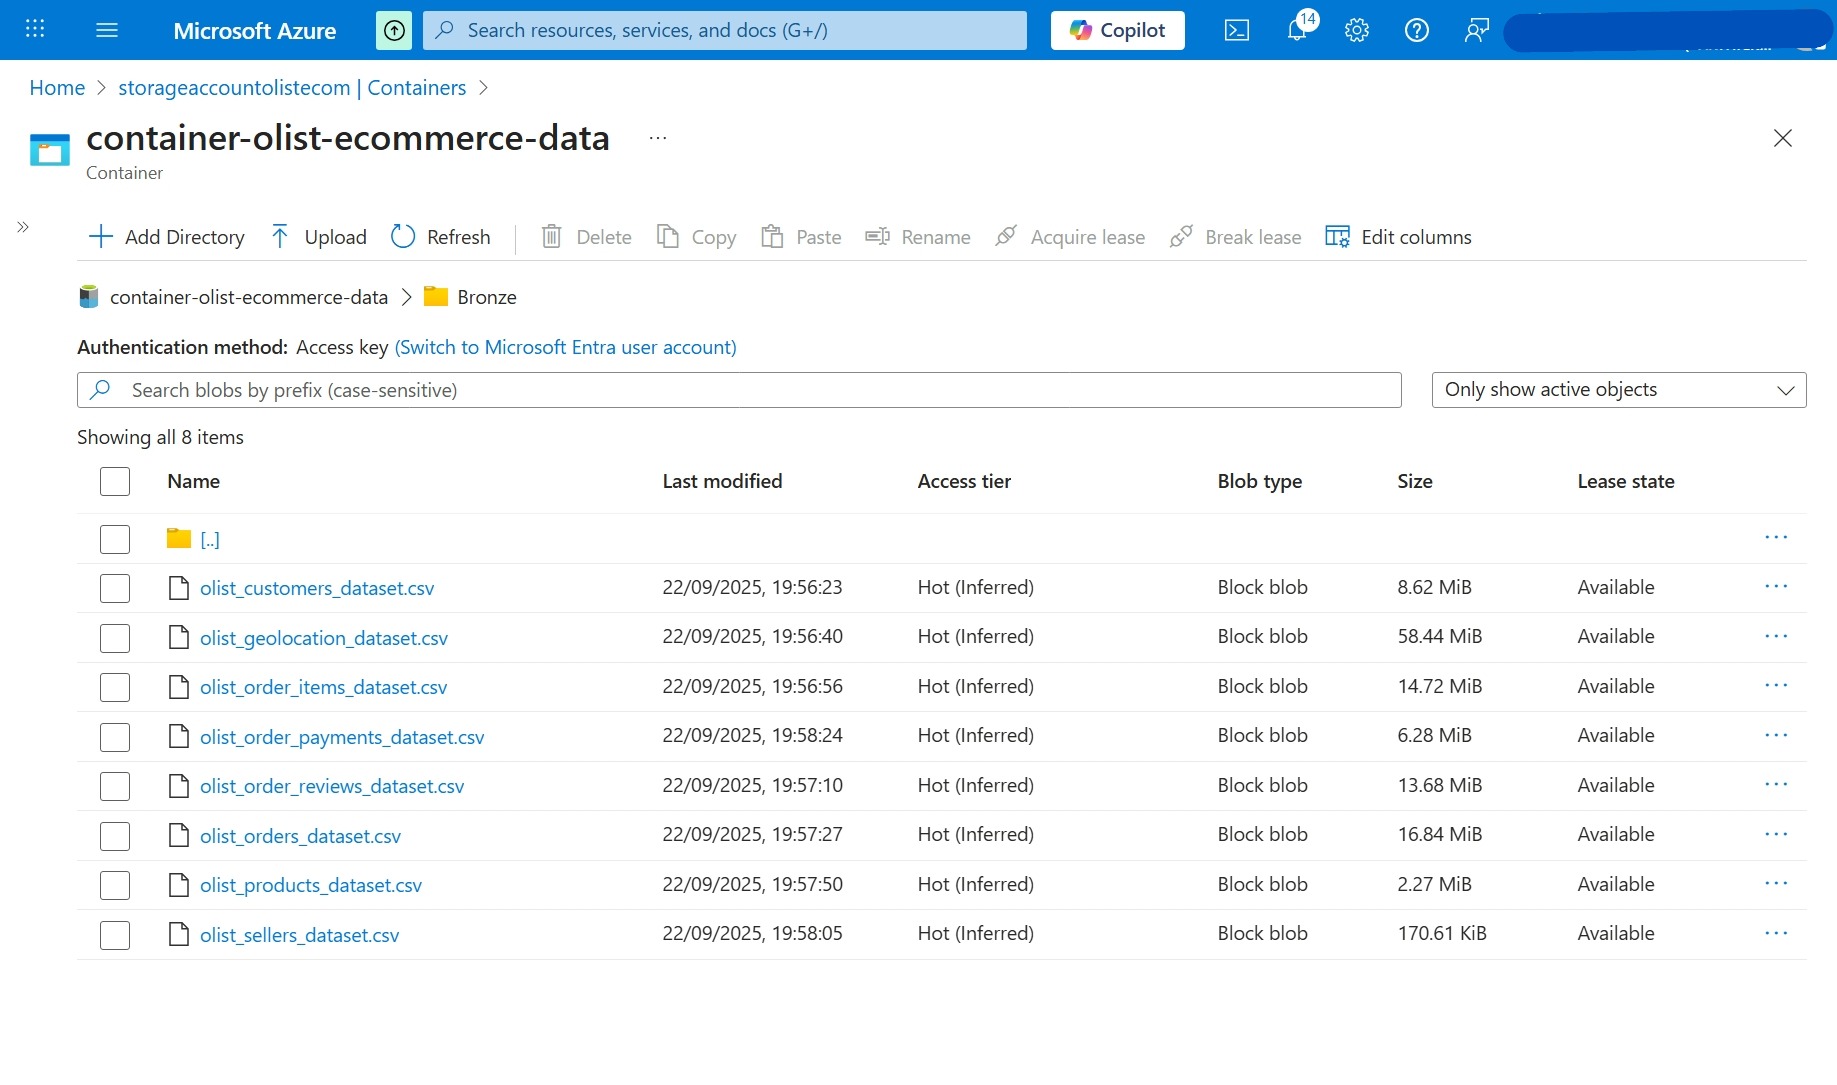 Microsoft Azure
Search resources, services, and docs (G+/)
Copilot
14
Home > storageaccountolistecom | Containers >
container-olist-ecommerce-data ...
Container
Add Directory Upload Refresh Delete Copy Paste Rename Acquire lease Break lease Edit columns
container-olist-ecommerce-data > Bronze
Authentication method: Access key (Switch to Microsoft Entra user account)
Search blobs by prefix (case-sensitive) Only show active objects
Showing all 8 items
Name Last modified Access tier Blob type Size Lease state
[..]
olist_customers_dataset.csv 22/09/2025, 19:56:23 Hot (Inferred) Block blob 8.62 MiB Available
olist_geolocation_dataset.csv 22/09/2025, 19:56:40 Hot (Inferred) Block blob 58.44 MiB Available
olist_order_items_dataset.csv 22/09/2025, 19:56:56 Hot (Inferred) Block blob 14.72 MiB Available
olist_order_payments_dataset.csv 22/09/2025, 19:58:24 Hot (Inferred) Block blob 6.28 MiB Available
olist_order_reviews_dataset.csv 22/09/2025, 19:57:10 Hot (Inferred) Block blob 13.68 MiB Available
olist_orders_dataset.csv 22/09/2025, 19:57:27 Hot (Inferred) Block blob 16.84 MiB Available
olist_products_dataset.csv 22/09/2025, 19:57:50 Hot (Inferred) Block blob 2.27 MiB Available
olist_sellers_dataset.csv 22/09/2025, 19:58:05 Hot (Inferred) Block blob 170.61 KiB Available